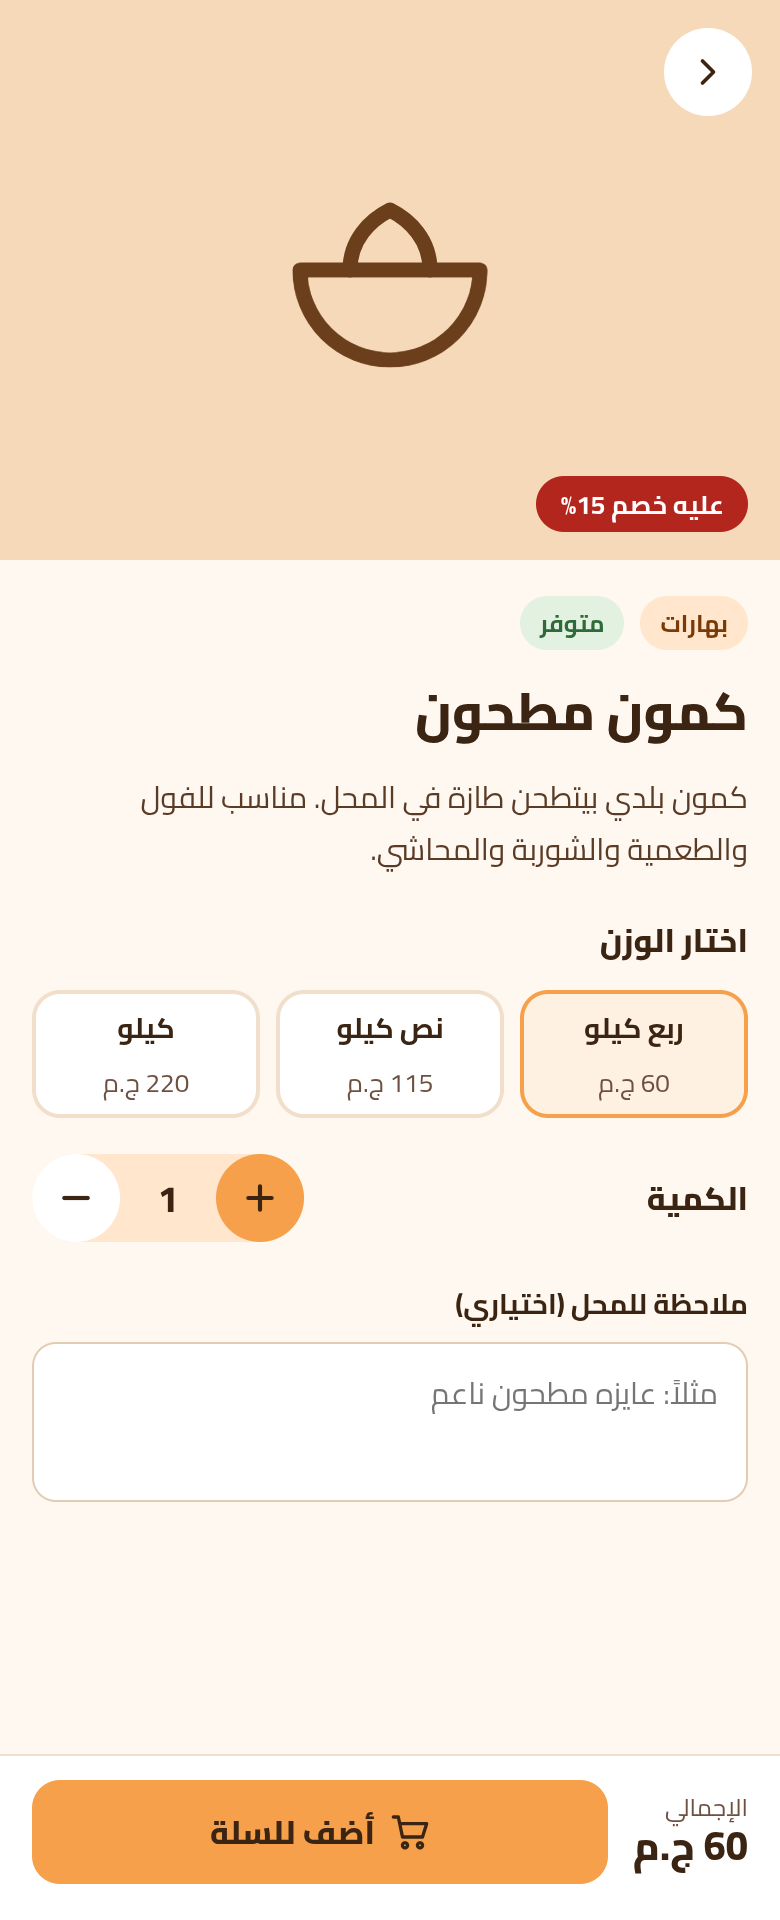 عليه خصم 15%
بهارات
متوفر
كمون مطحون
كمون بلدي بيتطحن طازة في المحل. مناسب للفول
والطعمية والشوربة والمحاشي.
اختار الوزن
ربع كيلو
60 ج.م
نص كيلو
115 ج.م
كيلو
220 ج.م
الكمية
1
ملاحظة للمحل (اختياري)
مثلاً: عايزه مطحون ناعم
الإجمالي
60 ج.م
أضف للسلة